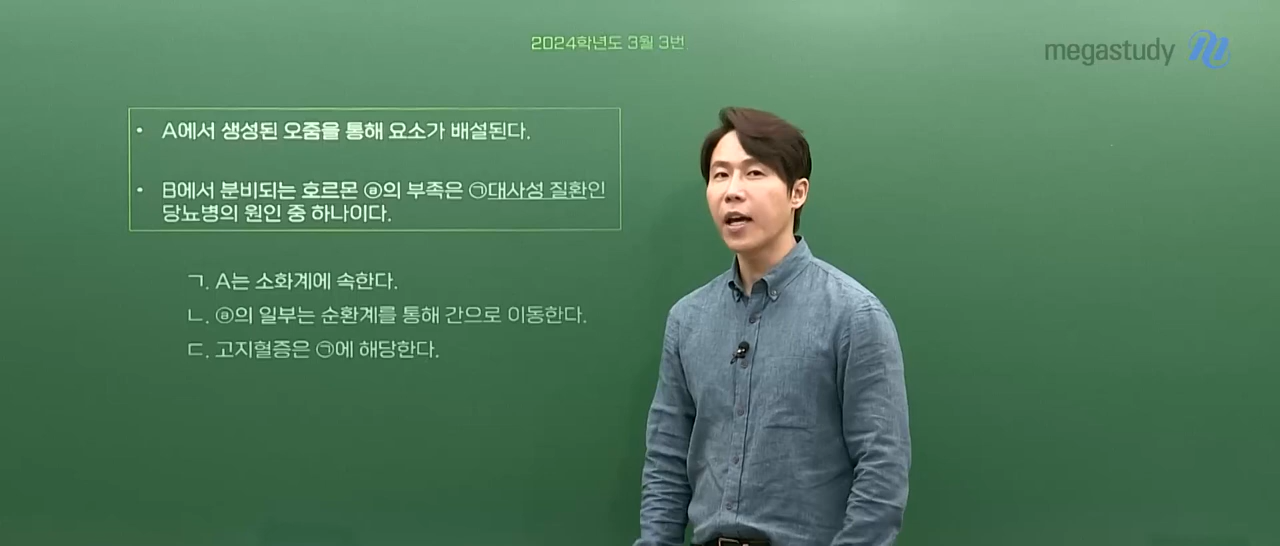 2024학년도 3월 3번
megastudy
• A에서 생성된 오줌을 통해 요소가 배설된다.
• B에서 분비되는 호르몬 ⓐ의 부족은 ㉠대사성 질환인
당뇨병의 원인 중 하나이다.
ㄱ. A는 소화계에 속한다.
ㄴ. ⓐ의 일부는 순환계를 통해 간으로 이동한다.
ㄷ. 고지혈증은 ㉠에 해당한다.